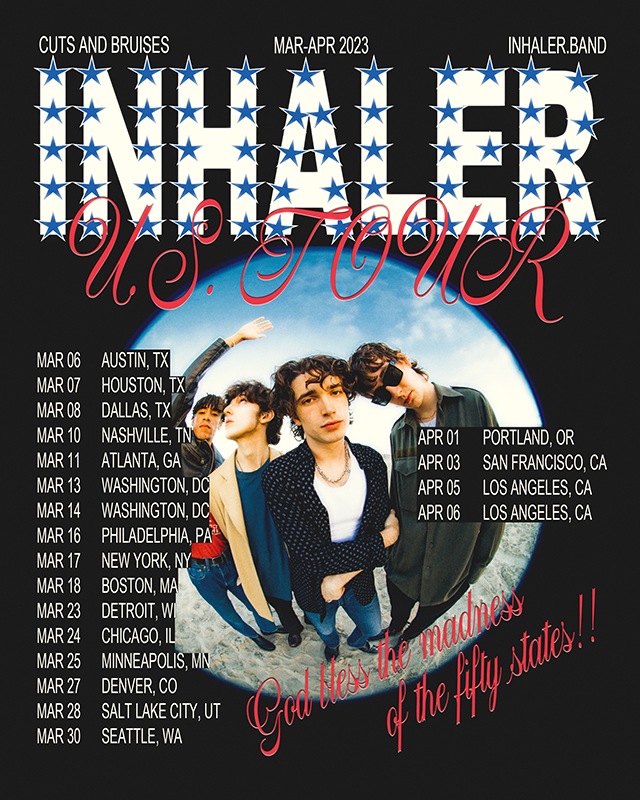 CUTS AND BRUISES
MAR-APR 2023
INHALER.BAND
INHALER
U.S. TOUR
MAR 06 AUSTIN, TX
MAR 07 HOUSTON, TX
MAR 08 DALLAS, TX
MAR 10 NASHVILLE, TN
MAR 11 ATLANTA, GA
MAR 13 WASHINGTON, DC
MAR 14 WASHINGTON, DC
MAR 16 PHILADELPHIA, PA
MAR 17 NEW YORK, NY
MAR 18 BOSTON, MA
MAR 23 DETROIT, WI
MAR 24 CHICAGO, IL
MAR 25 MINNEAPOLIS, MN
MAR 27 DENVER, CO
MAR 28 SALT LAKE CITY, UT
MAR 30 SEATTLE, WA
APR 01 PORTLAND, OR
APR 03 SAN FRANCISCO, CA
APR 05 LOS ANGELES, CA
APR 06 LOS ANGELES, CA
God bless the madness
of the fifty states!!